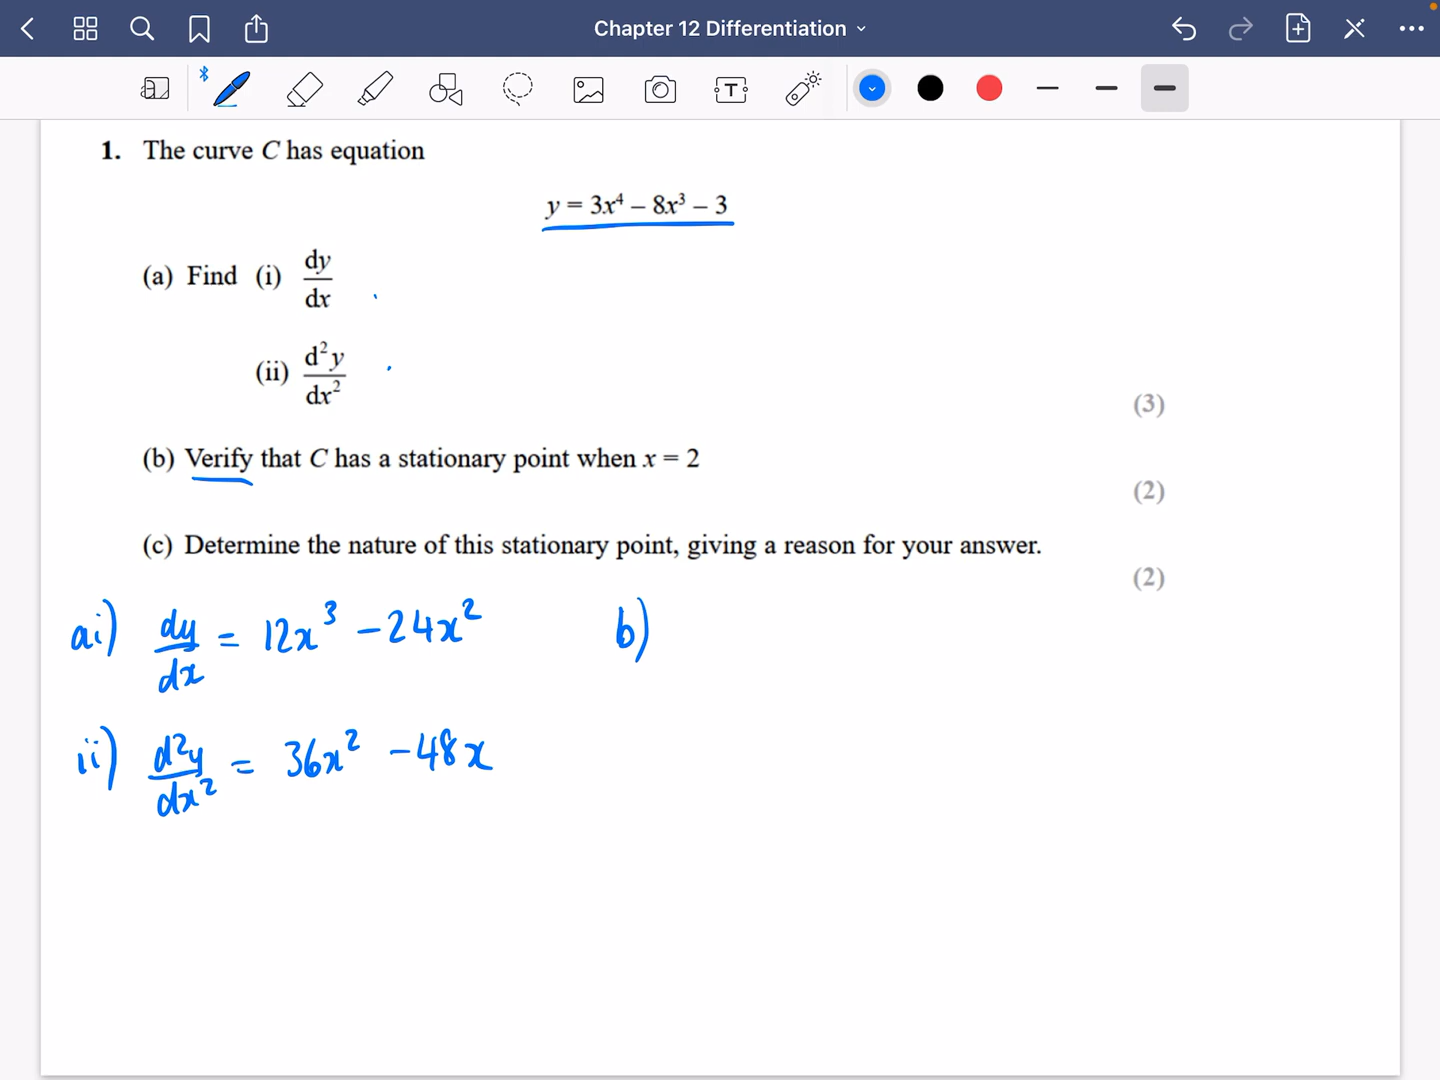 Chapter 12 Differentiation
1. The curve C has equation
y = 3x⁴ – 8x³ – 3
(a) Find (i) dy/dx
(ii) d²y/dx²
(3)
(b) Verify that C has a stationary point when x = 2
(2)
(c) Determine the nature of this stationary point, giving a reason for your answer.
(2)
ai) dy/dx = 12x³ - 24x²
ii) d²y/dx² = 36x² - 48x
b)